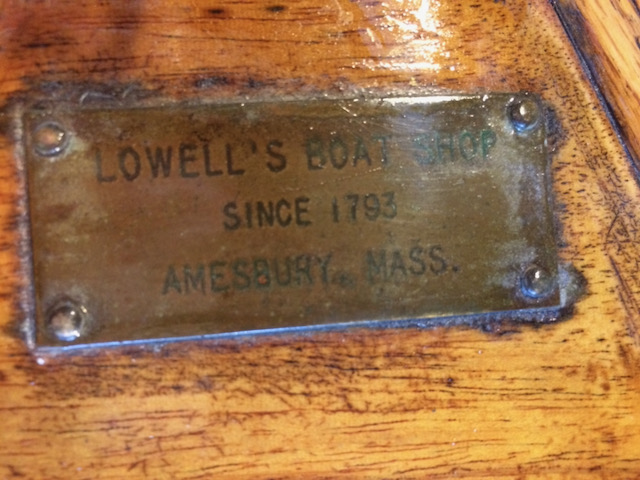 LOWELL'S BOAT SHOP
SINCE 1793
AMESBURY, MASS.